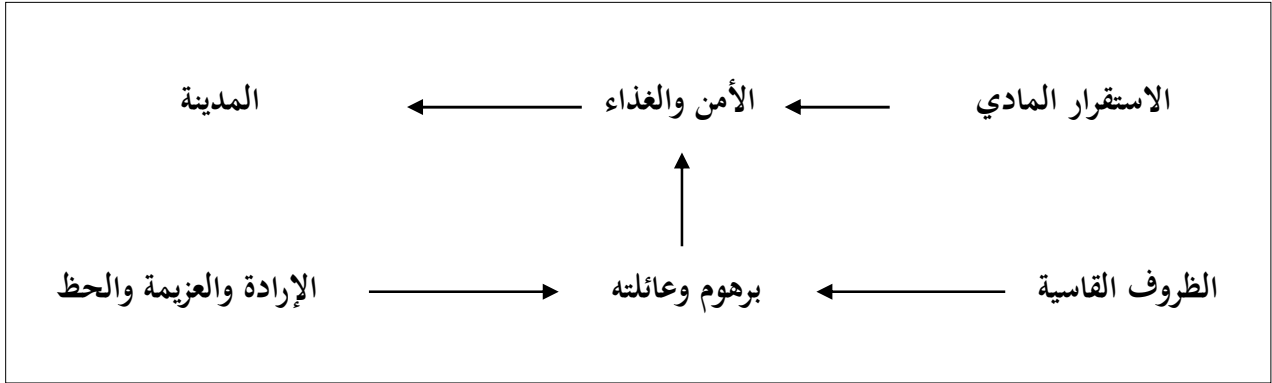 الاستقرار المادي الأمن والغذاء المدينة
الظروف القاسية برهوم وعائلته الإرادة والعزيمة والحظ